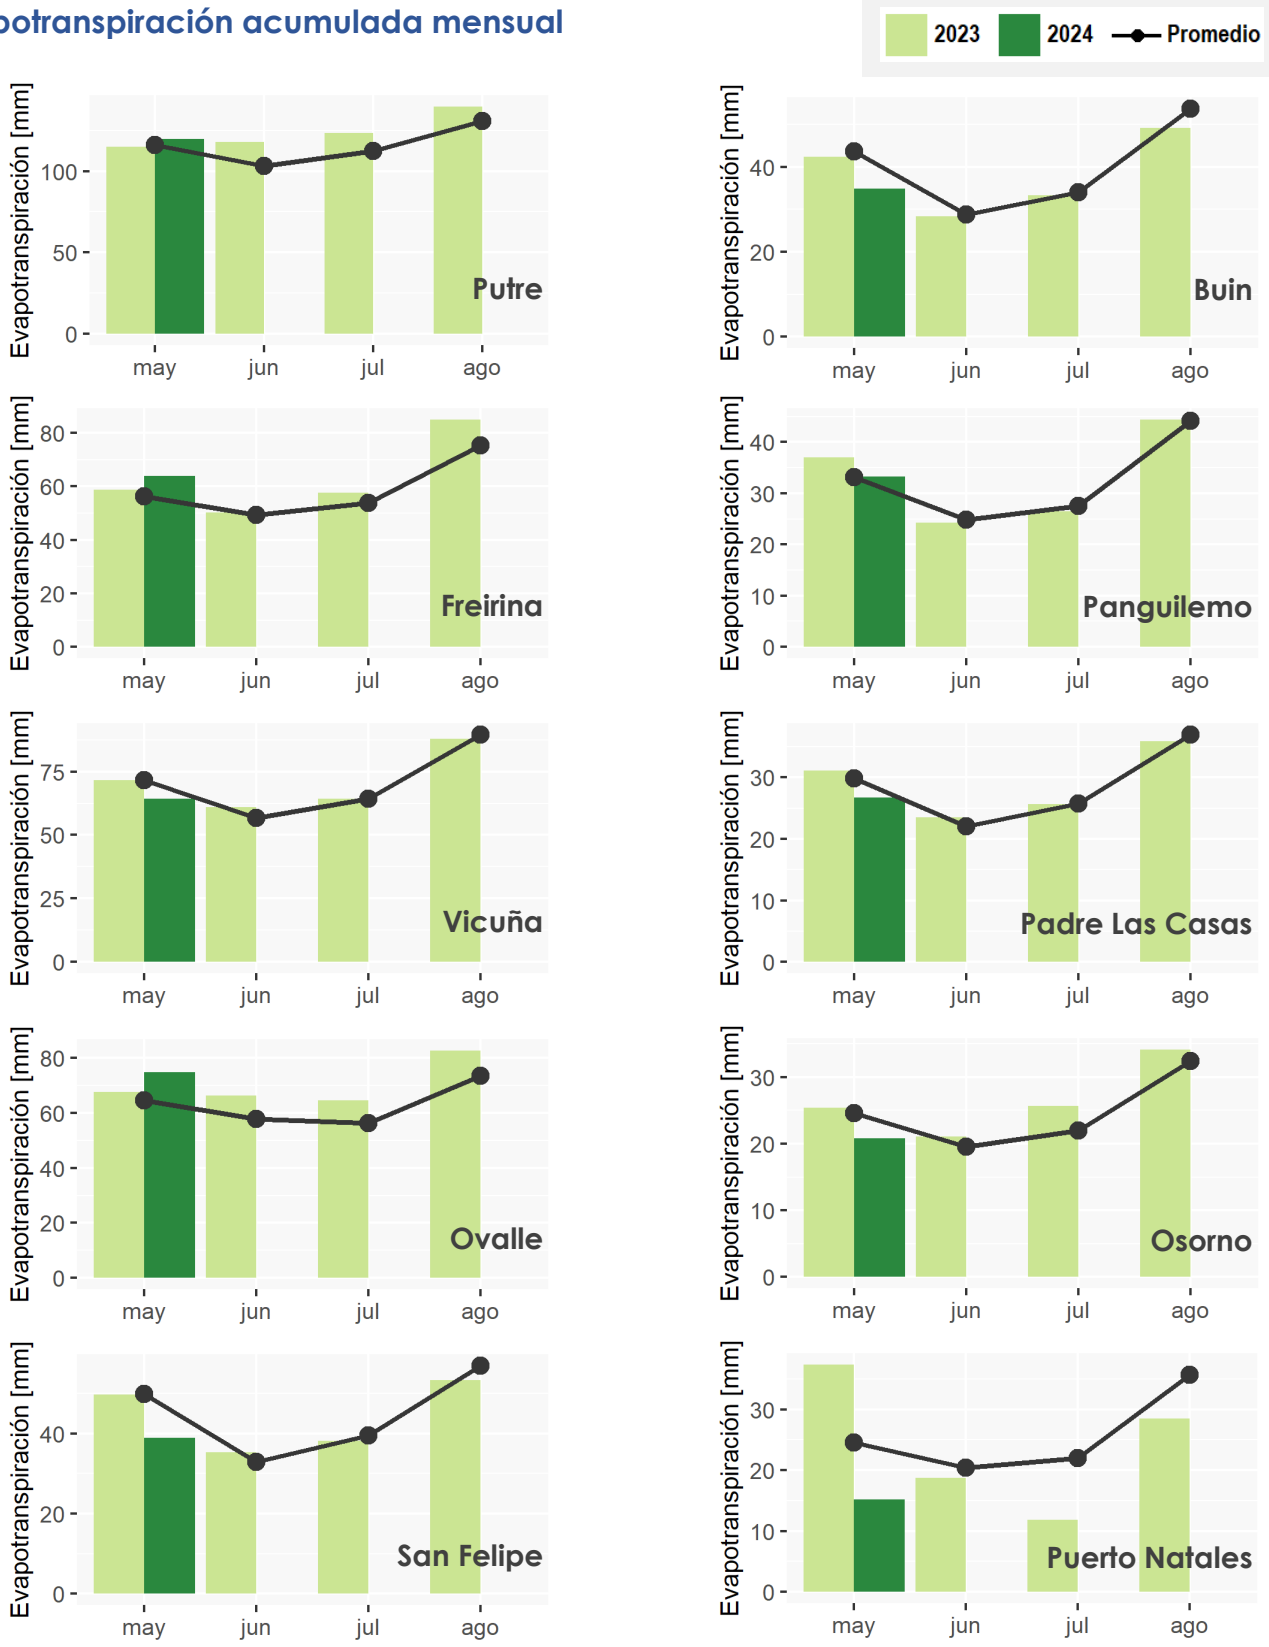 potranspiración acumulada mensual
2023 2024 Promedio
Evapotranspiración [mm]
100
50
0
Putre
may jun jul ago
Evapotranspiración [mm]
40
20
0
Buin
may jun jul ago
Evapotranspiración [mm]
80
60
40
20
0
Freirina
may jun jul ago
Evapotranspiración [mm]
40
30
20
10
0
Panguilemo
may jun jul ago
Evapotranspiración [mm]
75
50
25
0
Vicuña
may jun jul ago
Evapotranspiración [mm]
30
20
10
0
Padre Las Casas
may jun jul ago
Evapotranspiración [mm]
80
60
40
20
0
Ovalle
may jun jul ago
Evapotranspiración [mm]
30
20
10
0
Osorno
may jun jul ago
Evapotranspiración [mm]
40
20
0
San Felipe
may jun jul ago
Evapotranspiración [mm]
30
20
10
0
Puerto Natales
may jun jul ago